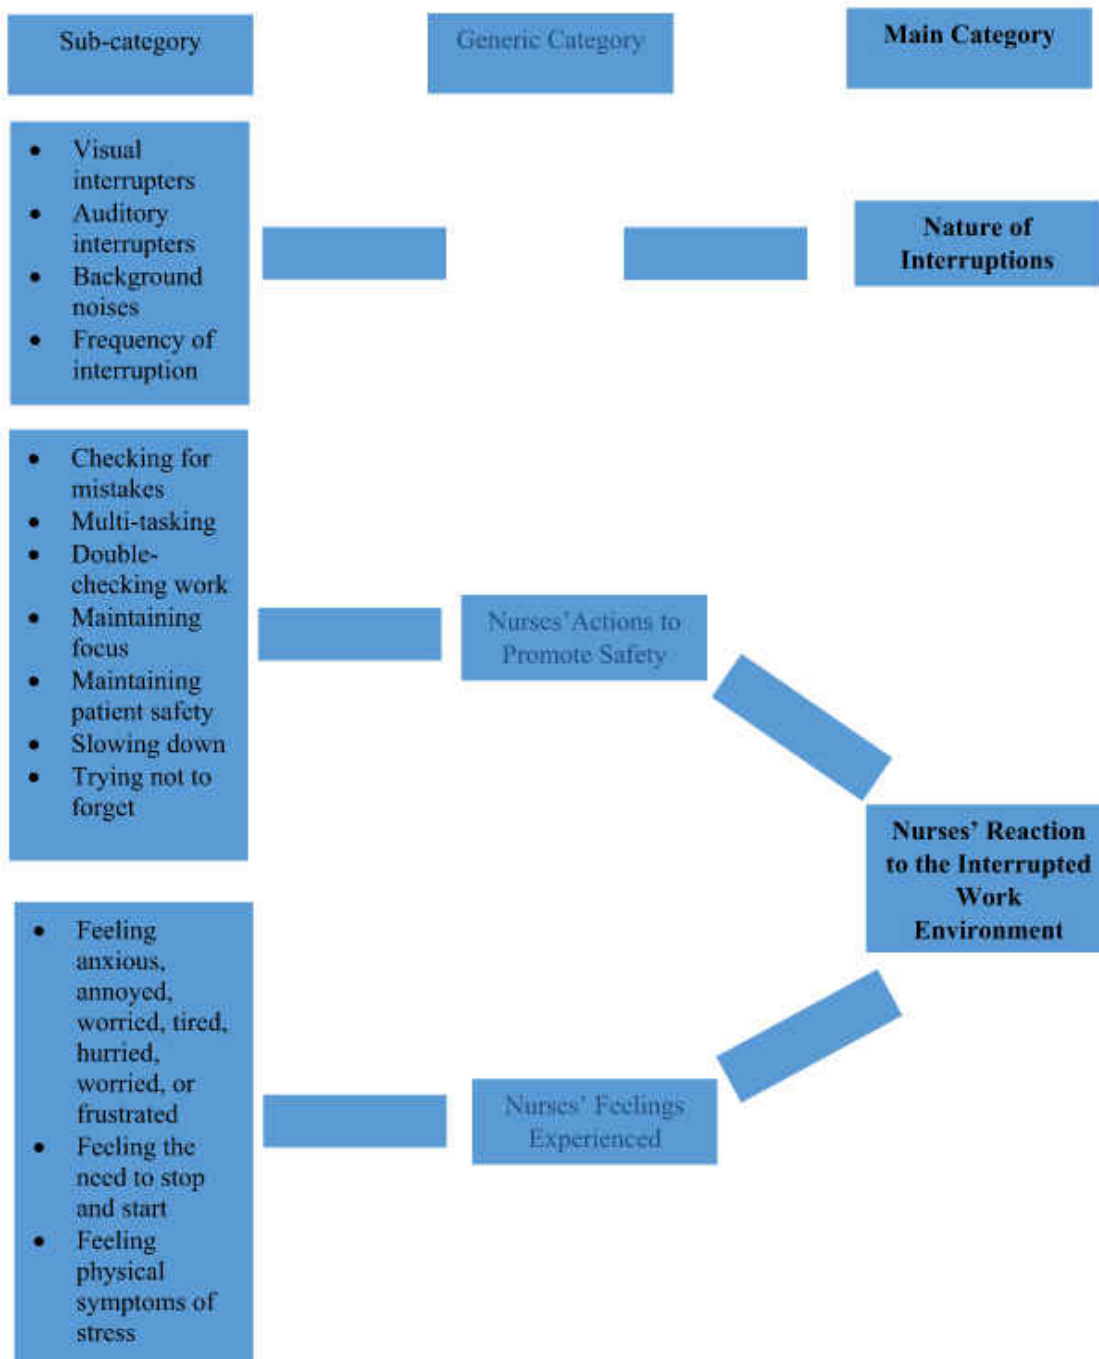 Sub-category
Generic Category
Main Category
• Visual
interrupters
• Auditory
interrupters
• Background
noises
• Frequency of
interruption
Nature of
Interruptions
• Checking for
mistakes
• Multi-tasking
• Double-
checking work
• Maintaining
focus
• Maintaining
patient safety
• Slowing down
• Trying not to
forget
Nurses'Actions to
Promote Safety
Nurses' Reaction
to the Interrupted
Work
Environment
• Feeling
anxious,
annoyed,
worried, tired,
hurried,
worried, or
frustrated
• Feeling the
need to stop
and start
• Feeling
physical
symptoms of
stress
Nurses' Feelings
Experienced